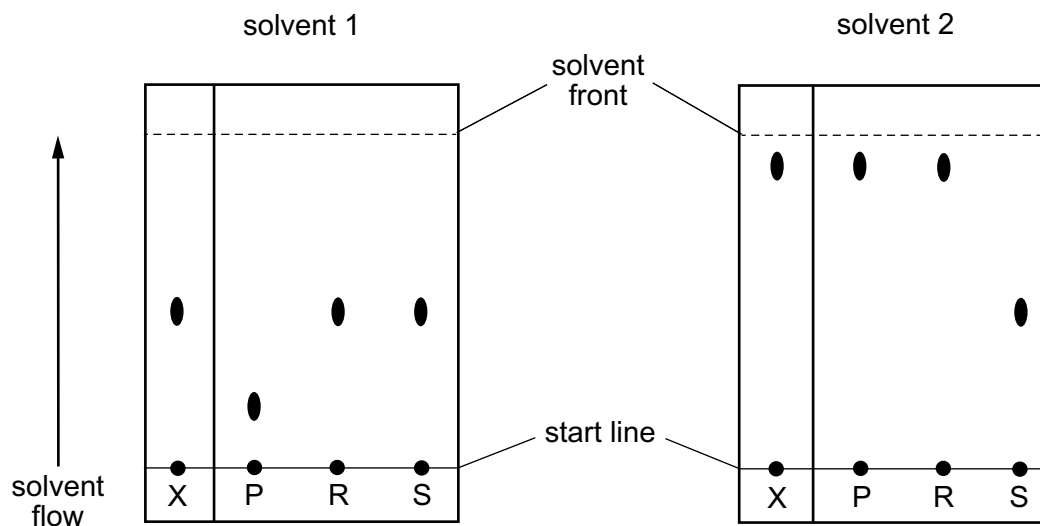 solvent 1
solvent 2
solvent
front
start line
solvent
flow
X P R S
X P R S